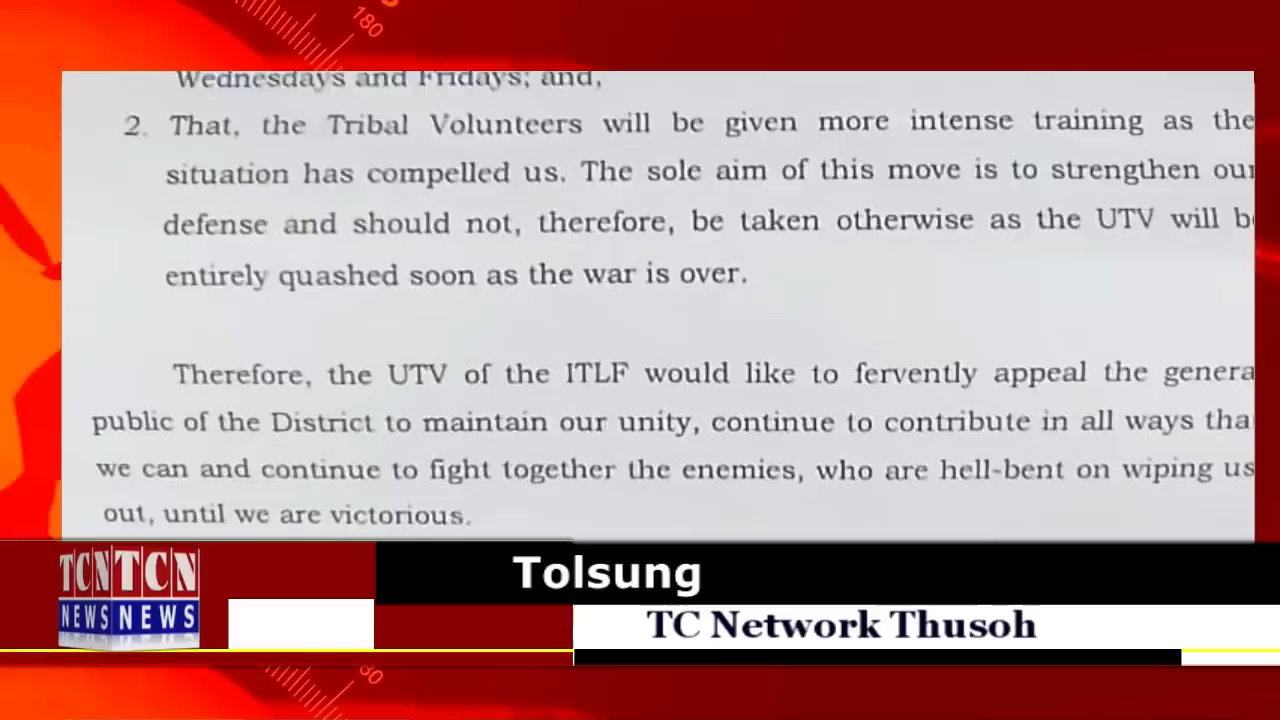 180
Wednesdays and Fridays; and,
2. That, the Tribal Volunteers will be given more intense training as the
situation has compelled us. The sole aim of this move is to strengthen our
defense and should not, therefore, be taken otherwise as the UTV will b
entirely quashed soon as the war is over.
Therefore, the UTV of the ITLF would like to fervently appeal the genera
public of the District to maintain our unity, continue to contribute in all ways tha
we can and continue to fight together the enemies, who are hell-bent on wiping us
out, until we are victorious.
TCN TCN
NEWS NEWS
Tolsung
TC Network Thusoh
80